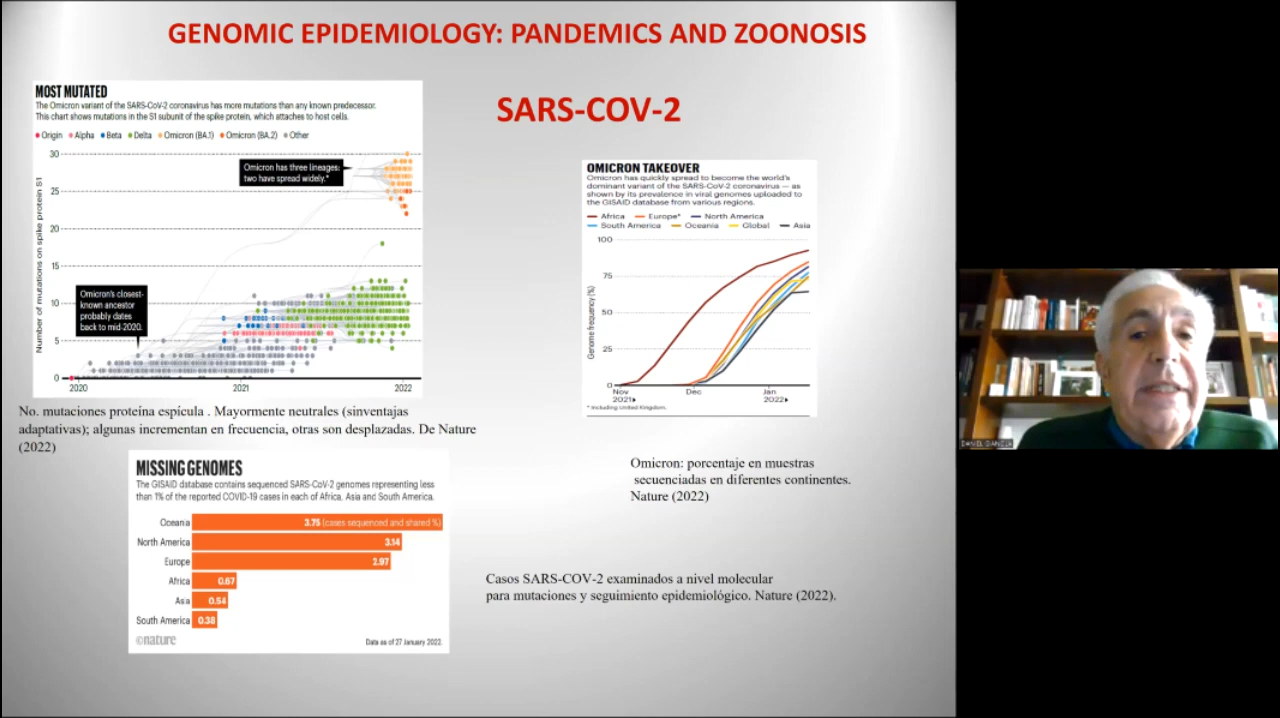 GENOMIC EPIDEMIOLOGY: PANDEMICS AND ZOONOSIS
SARS-COV-2
MOST MUTATED
The Omicron variant of the SARS-CoV-2 coronavirus has more mutations than any known predecessor.
This chart shows mutations in the S1 subunit of the spike protein, which attaches to host cells.
Origin Alpha Beta Delta Omicron (BA.1) Omicron (BA.2) Other
Number of mutations on spike protein S1
30
25
20
15
10
5
0
Omicron has three lineages:
two have spread widely.*
Omicron's closest-
known ancestor
probably dates
back to mid-2020.
2020 2021 2022
No. mutaciones proteína espícula . Mayormente neutrales (sinventajas
adaptativas); algunas incrementan en frecuencia, otras son desplazadas. De Nature
(2022)
OMICRON TAKEOVER
Omicron has quickly spread to become the world's
dominant variant of the SARS-CoV-2 coronavirus — as
shown by its prevalence in viral genomes uploaded to
the GISAID database from various regions.
Africa Europe* North America
South America Oceania Global Asia
Genome frequency (%)
100
75
50
25
0
Nov Dec Jan
2021 2022
* Including United Kingdom.
Omicron: porcentaje en muestras
secuenciadas en diferentes continentes.
Nature (2022)
MISSING GENOMES
The GISAID database contains sequenced SARS-CoV-2 genomes representing less
than 1% of the reported COVID-19 cases in each of Africa, Asia and South America.
Oceania 3.75 (cases sequenced and shared %)
North America 3.14
Europe 2.97
Africa 0.67
Asia 0.54
South America 0.38
©nature Data as of 27 January 2022.
Casos SARS-COV-2 examinados a nivel molecular
para mutaciones y seguimiento epidemiológico. Nature (2022).